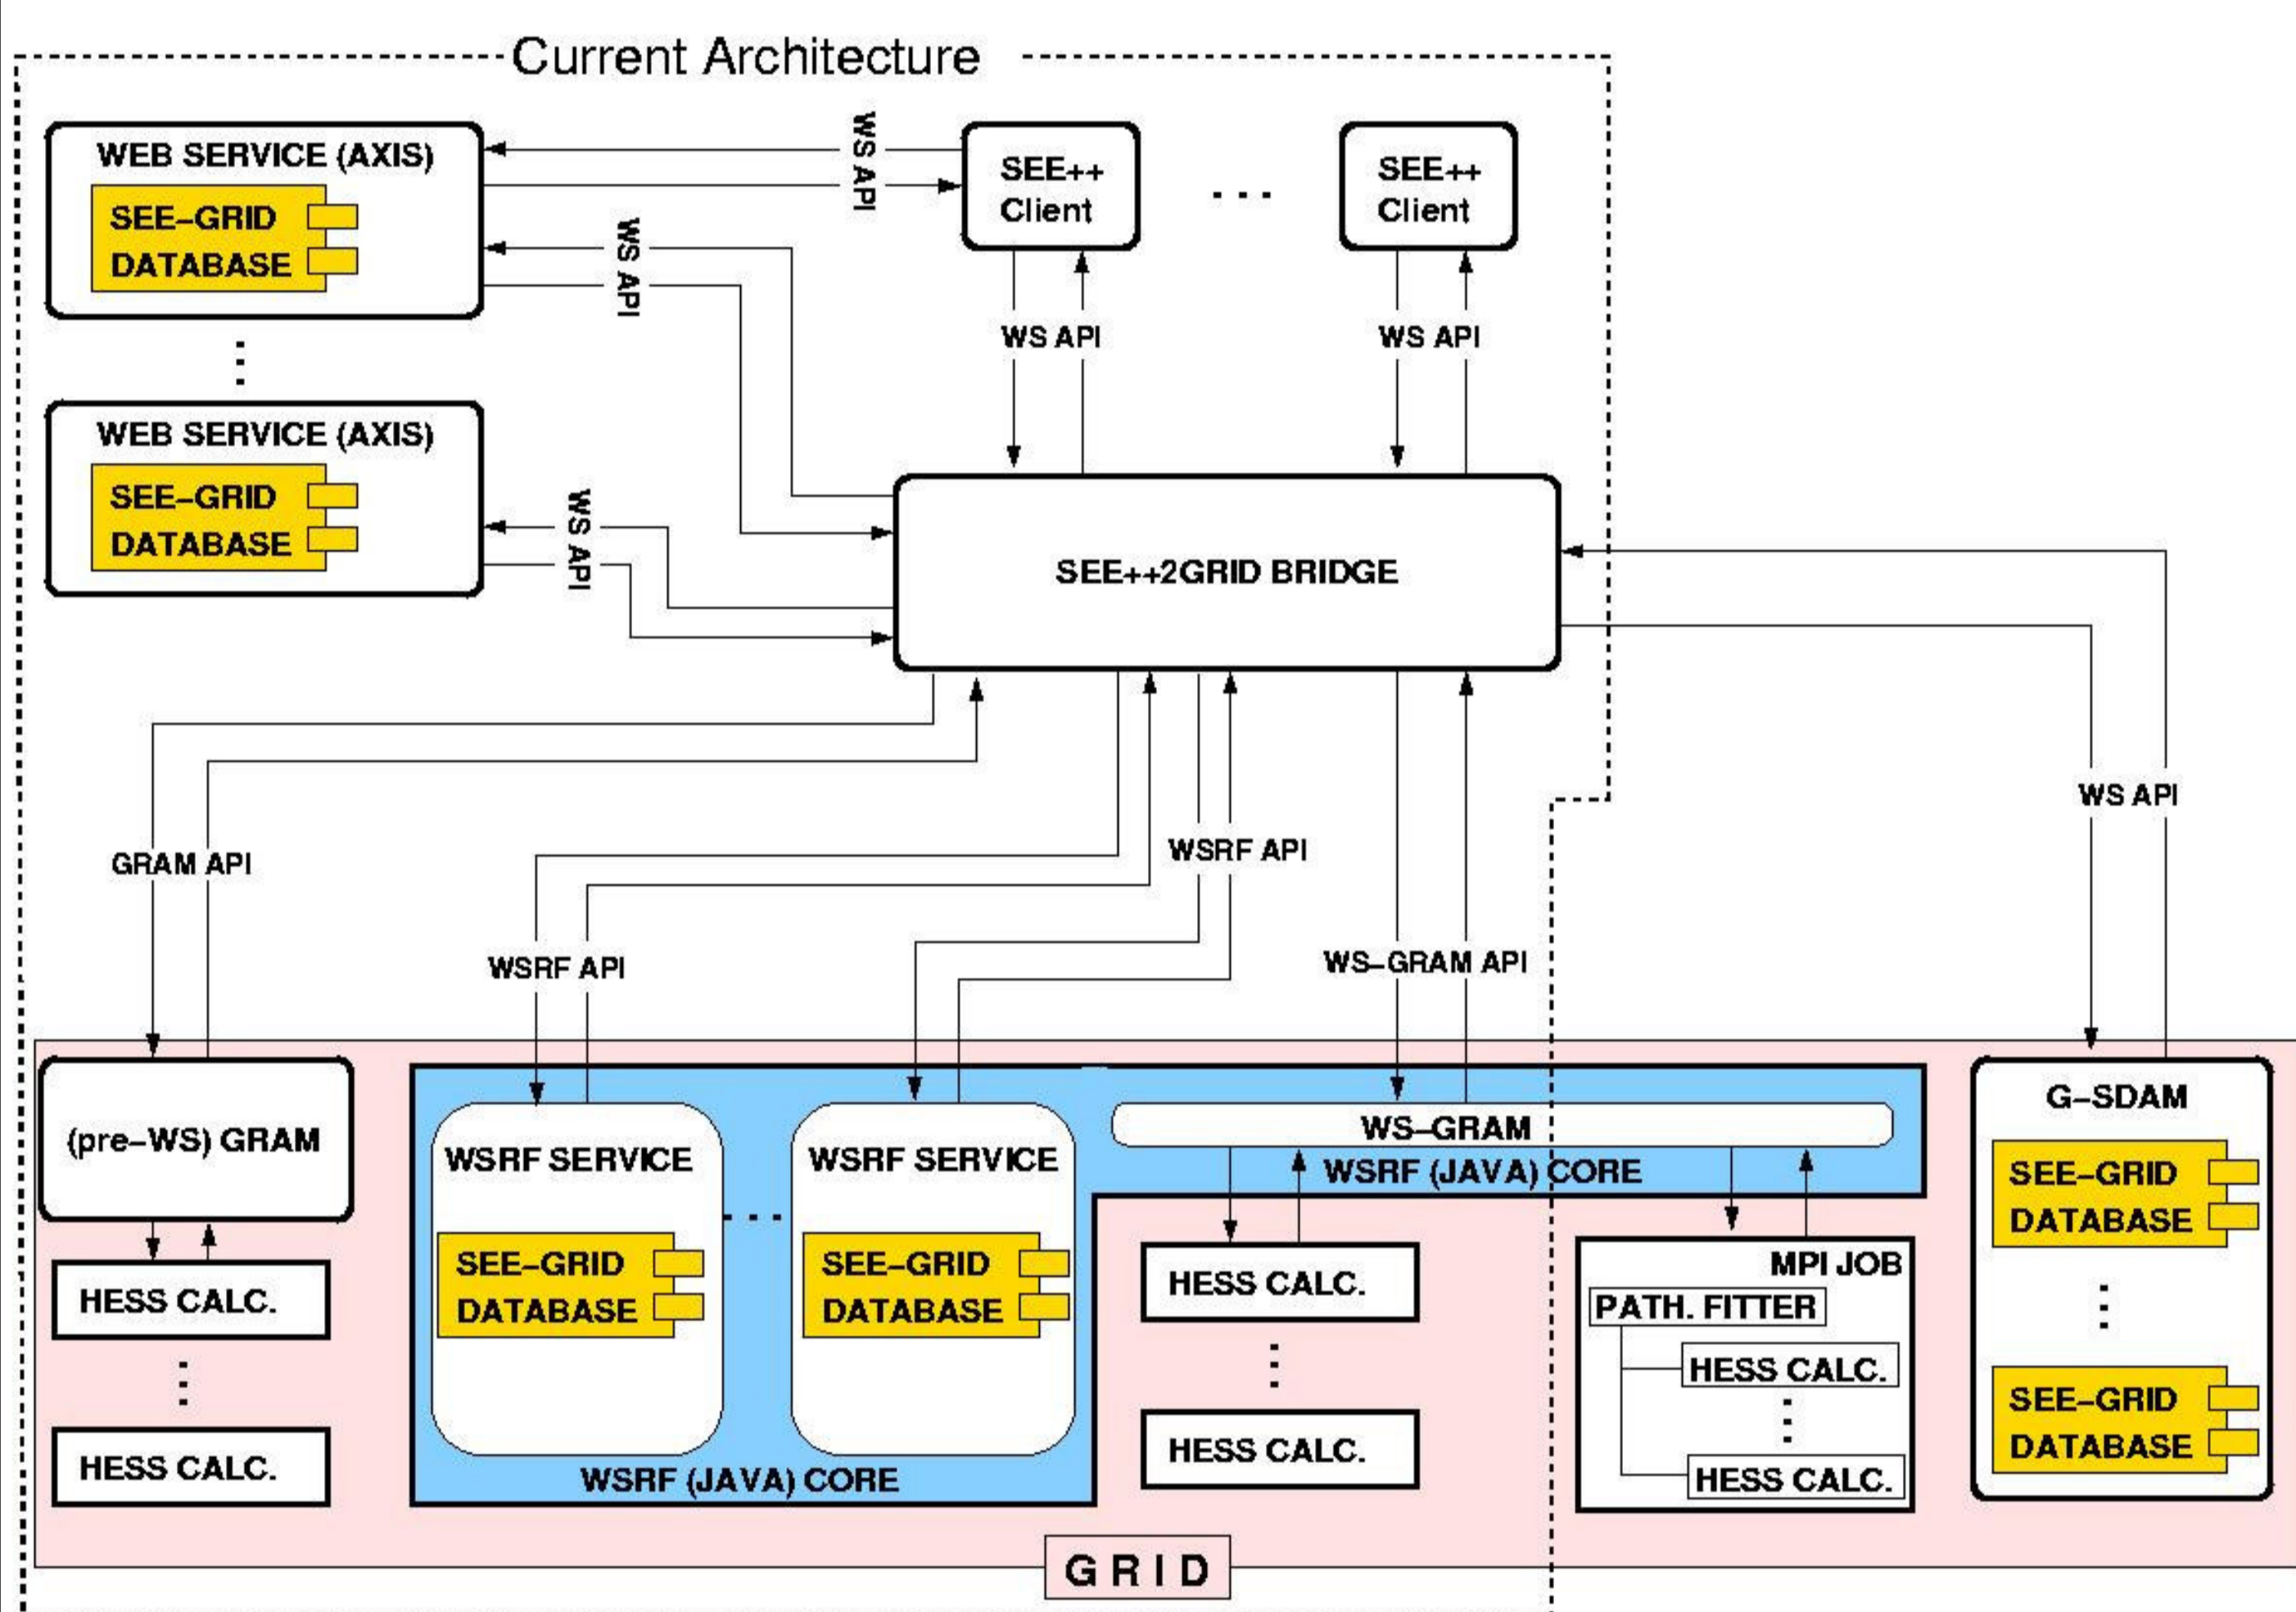 Current Architecture
WEB SERVICE (AXIS)
SEE-GRID
DATABASE
WS API
SEE++
Client
. . .
SEE++
Client
WS API
WS API
WS API
WEB SERVICE (AXIS)
SEE-GRID
DATABASE
WS API
SEE++2GRID BRIDGE
WS API
GRAM API
WSRF API
WSRF API
WS-GRAM API
(pre-WS) GRAM
HESS CALC.
HESS CALC.
WSRF SERVICE
SEE-GRID
DATABASE
. . .
WSRF SERVICE
SEE-GRID
DATABASE
WSRF (JAVA) CORE
WS-GRAM
WSRF (JAVA) CORE
HESS CALC.
HESS CALC.
MPI JOB
PATH. FITTER
HESS CALC.
HESS CALC.
G-SDAM
SEE-GRID
DATABASE
SEE-GRID
DATABASE
G R I D